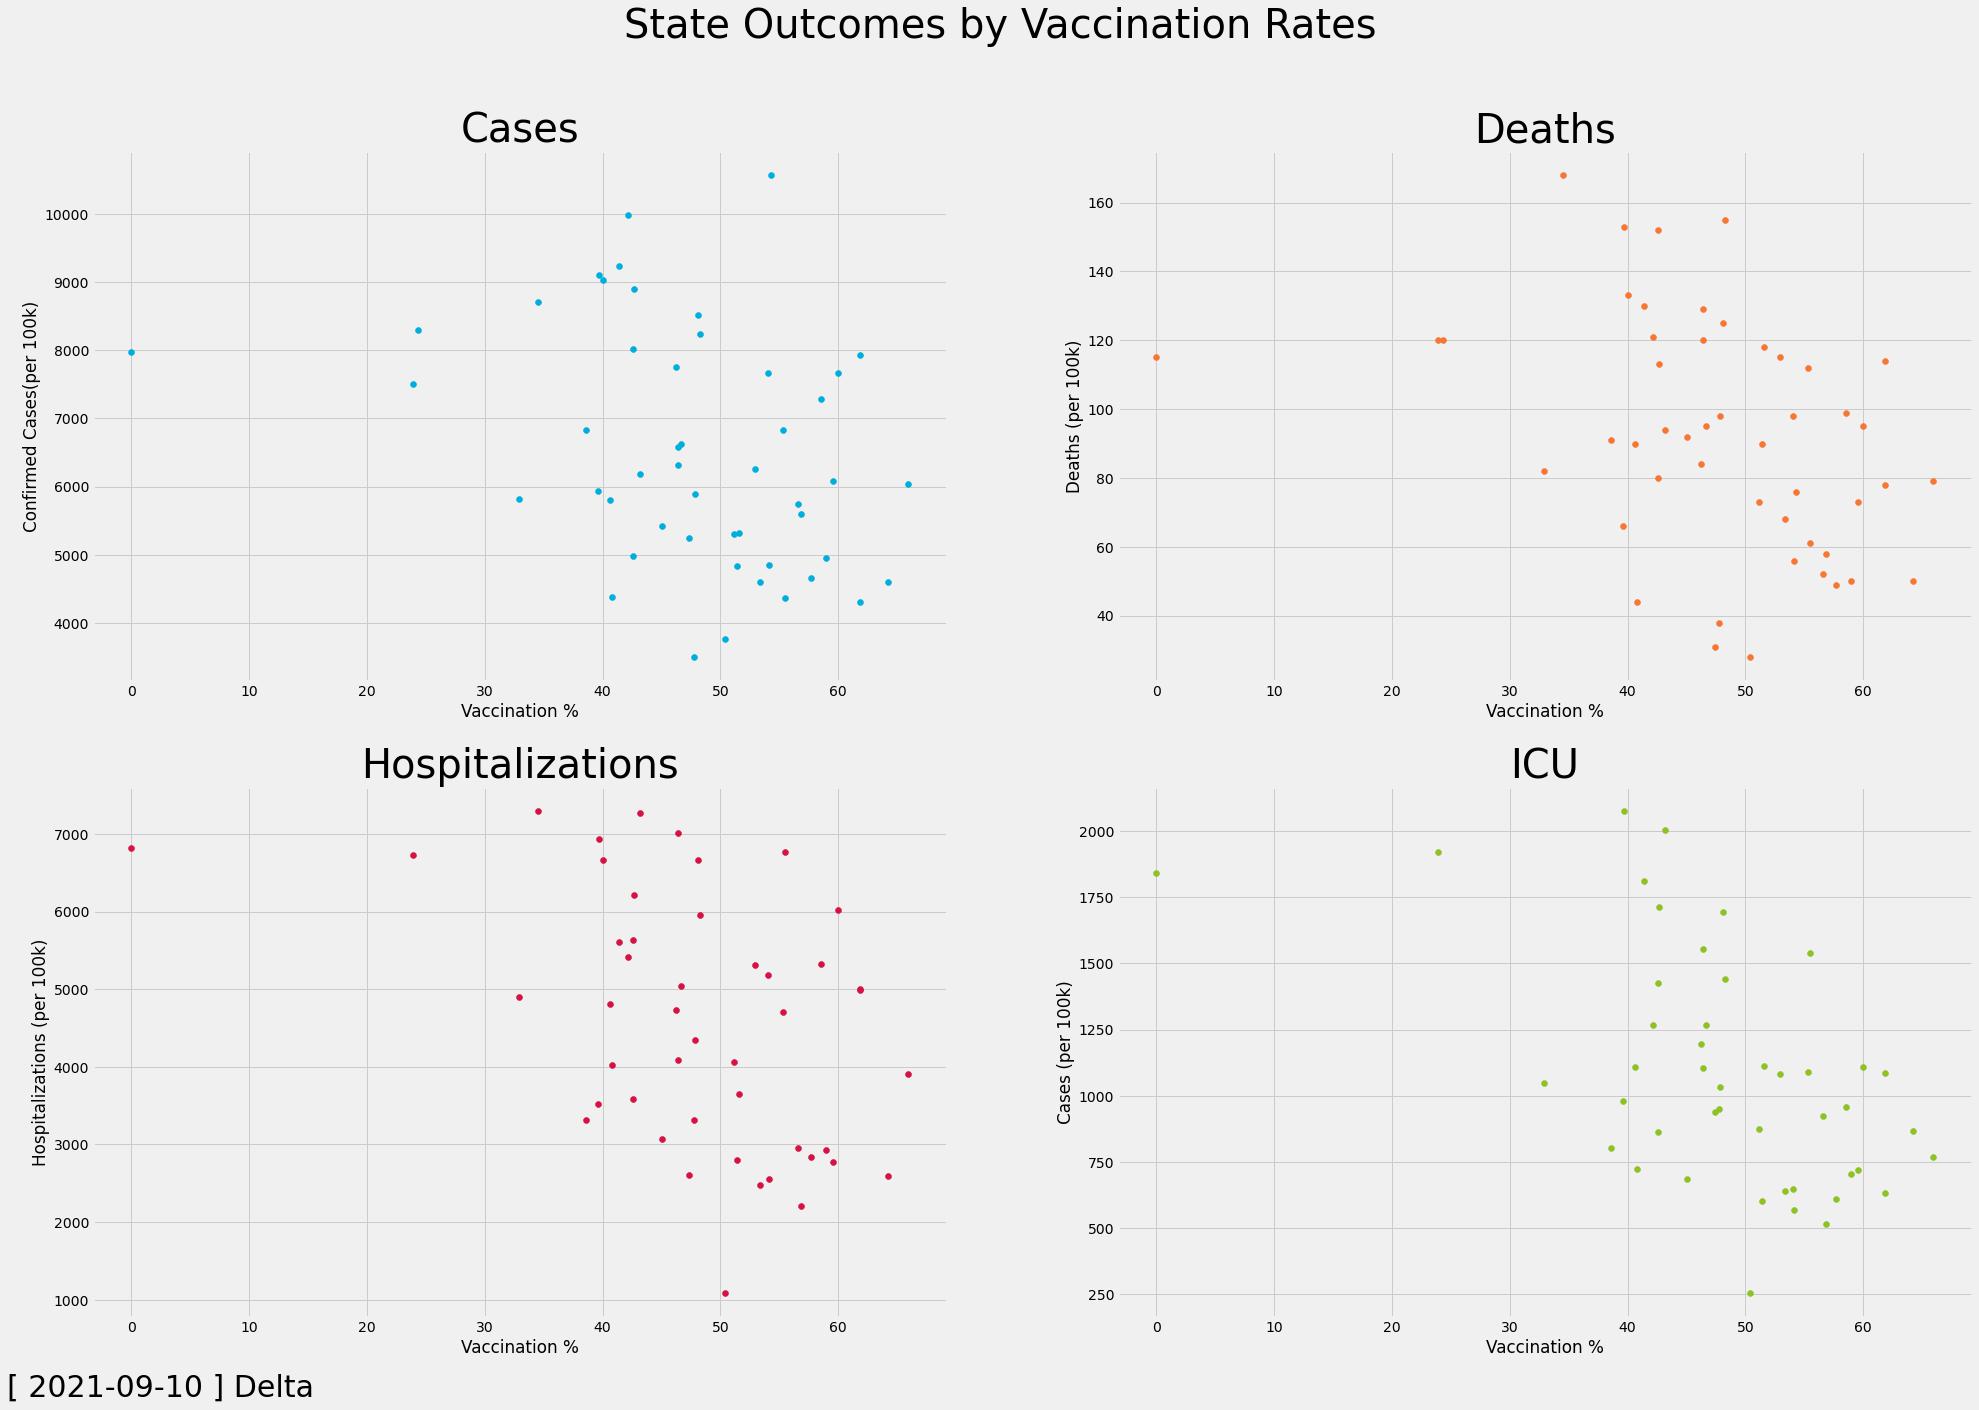 State Outcomes by Vaccination Rates
Cases
Confirmed Cases(per 100k)
10000
9000
8000
7000
6000
5000
4000
0 10 20 30 40 50 60
Vaccination %
Deaths
Deaths (per 100k)
160
140
120
100
80
60
40
0 10 20 30 40 50 60
Vaccination %
Hospitalizations
Hospitalizations (per 100k)
7000
6000
5000
4000
3000
2000
1000
0 10 20 30 40 50 60
Vaccination %
ICU
Cases (per 100k)
2000
1750
1500
1250
1000
750
500
250
0 10 20 30 40 50 60
Vaccination %
[ 2021-09-10 ] Delta